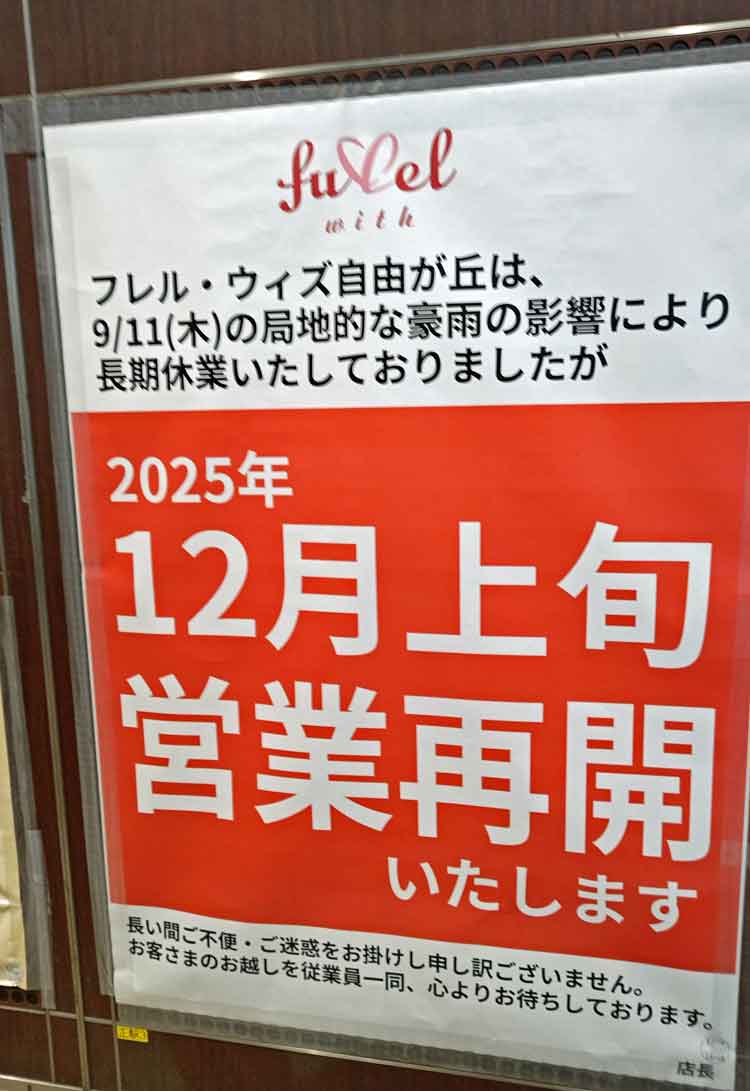 fuLel
with
フレル・ウィズ自由が丘は、
9/11(木)の局地的な豪雨の影響により
長期休業いたしておりましたが
2025年
12月上旬
営業再開
いたします
長い間ご不便・ご迷惑をお掛けし申し訳ございません。
お客さまのお越しを従業員一同、心よりお待ちしております。
店長